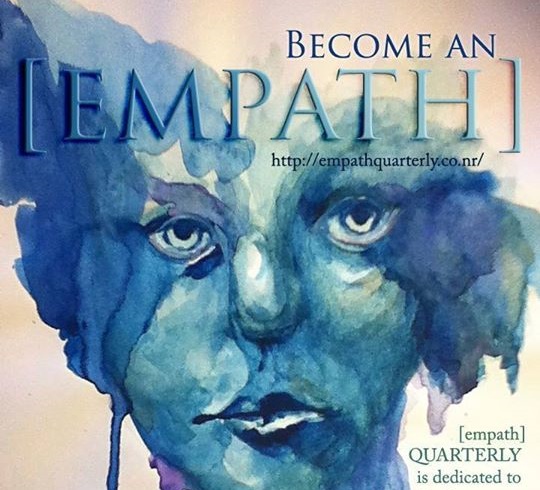 BECOME AN
[EMPATH]
http://empathquarterly.co.nr/
[empath]
QUARTERLY
is dedicated to